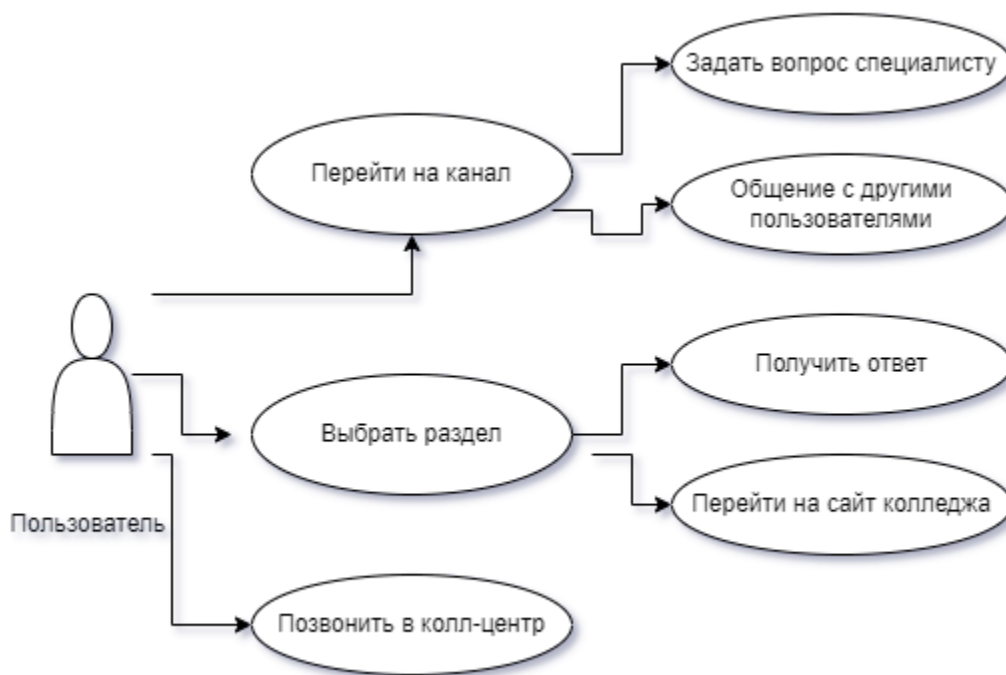 Задать вопрос специалисту
Перейти на канал
Общение с другими
пользователями
Получить ответ
Выбрать раздел
Перейти на сайт колледжа
Пользователь
Позвонить в колл-центр